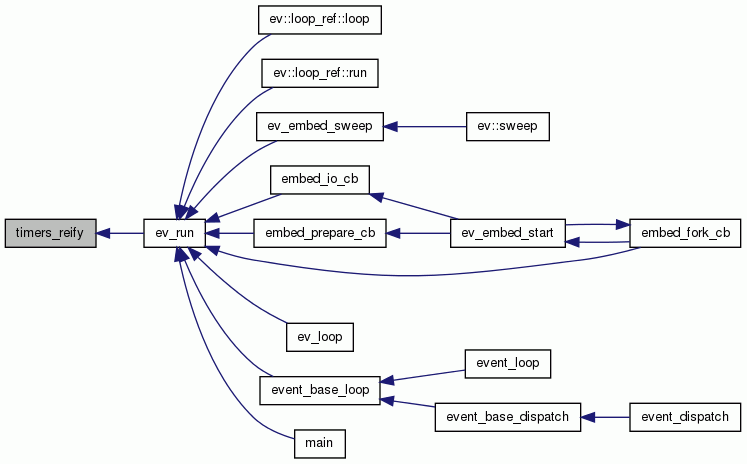 ev::loop_ref::loop
ev::loop_ref::run
ev_embed_sweep
ev::sweep
embed_io_cb
timers_reify
ev_run
embed_prepare_cb
ev_embed_start
embed_fork_cb
ev_loop
event_loop
event_base_loop
event_base_dispatch
event_dispatch
main